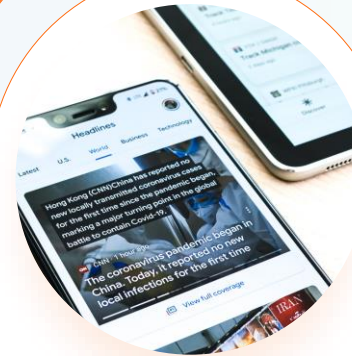 Headlines
Latest U.S. World Business Technology
Hong Kong (CNN)China has reported no
new locally transmitted coronavirus cases
for the first time since the pandemic began,
marking a major turning point in the global
battle to contain Covid-19.
CNN • 1 hour ago
The coronavirus pandemic began in
China. Today, it reported no new
local infections for the first time
View full coverage
IRAN
Track Michigan
Discover